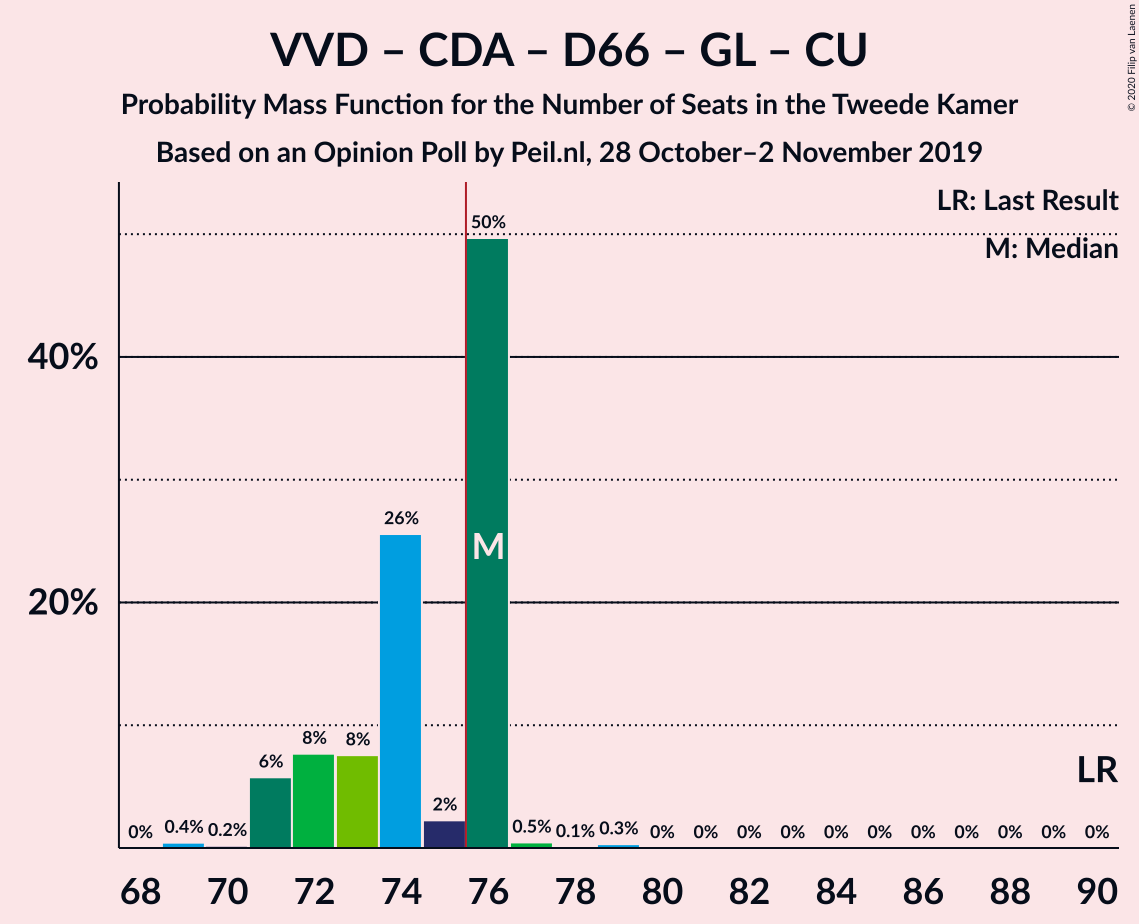 VVD – CDA – D66 – GL – CU
Probability Mass Function for the Number of Seats in the Tweede Kamer
Based on an Opinion Poll by Peil.nl, 28 October–2 November 2019
© 2020 Filip van Laenen
LR: Last Result
M: Median
50%
40%
26%
M
20%
8%
8%
6%
2%
LR
0% 0.4% 0.2% 0.5% 0.1% 0.3% 0% 0% 0% 0% 0% 0% 0% 0% 0% 0% 0%
68 70 72 74 76 78 80 82 84 86 88 90